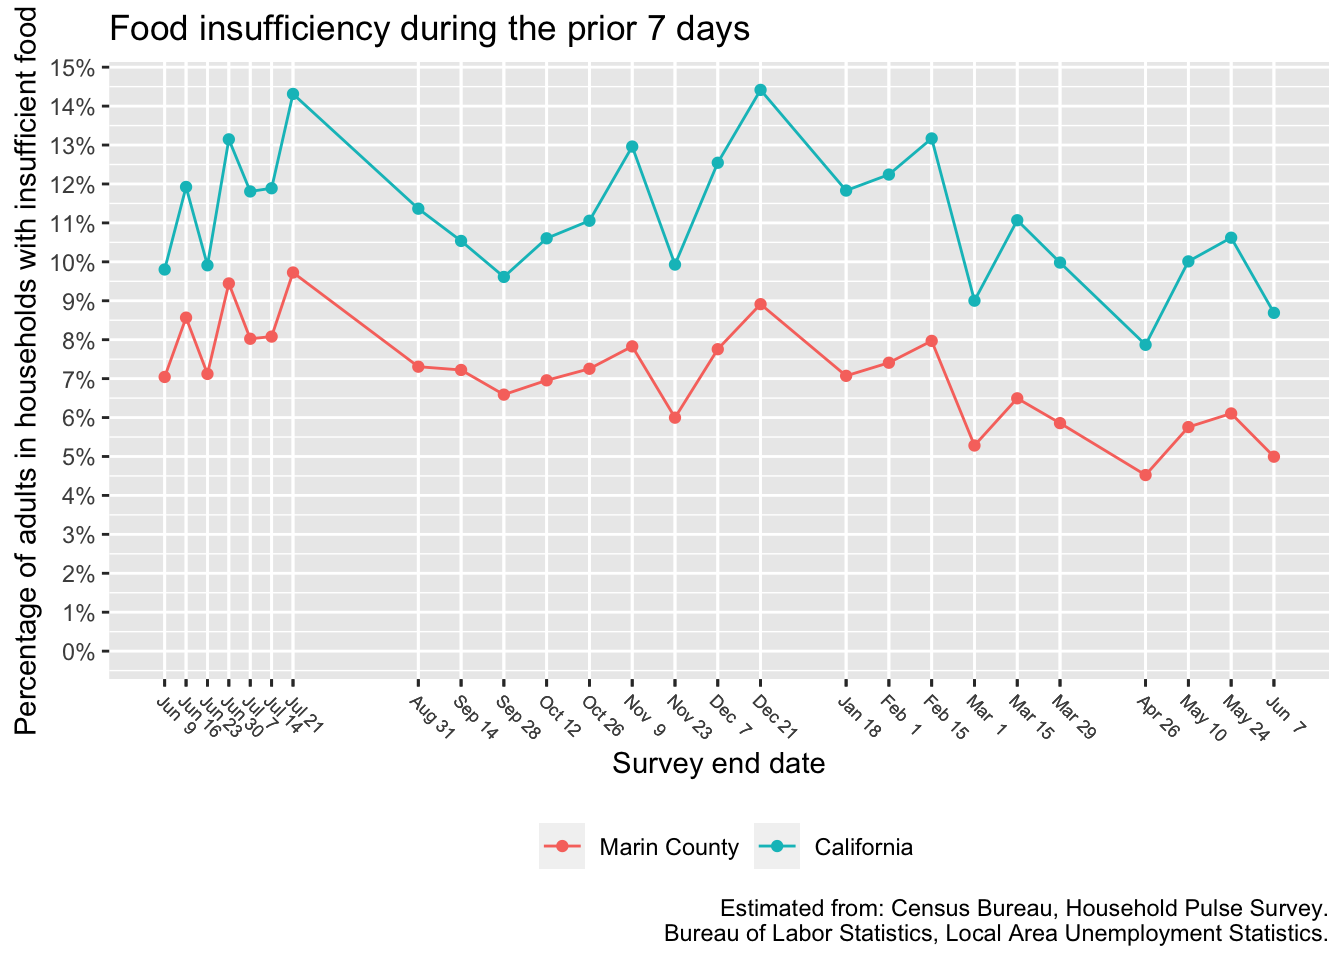 Food insufficiency during the prior 7 days
Percentage of adults in households with insufficient food
15%
14%
13%
12%
11%
10%
9%
8%
7%
6%
5%
4%
3%
2%
1%
0%
Jun 9
Jun 16
Jun 23
Jun 30
Jul 7
Jul 14
Jul 21
Aug 31
Sep 14
Sep 28
Oct 12
Oct 26
Nov 9
Nov 23
Dec 7
Dec 21
Jan 18
Feb 1
Feb 15
Mar 1
Mar 15
Mar 29
Apr 26
May 10
May 24
Jun 7
Survey end date
Marin County
California
Estimated from: Census Bureau, Household Pulse Survey.
Bureau of Labor Statistics, Local Area Unemployment Statistics.